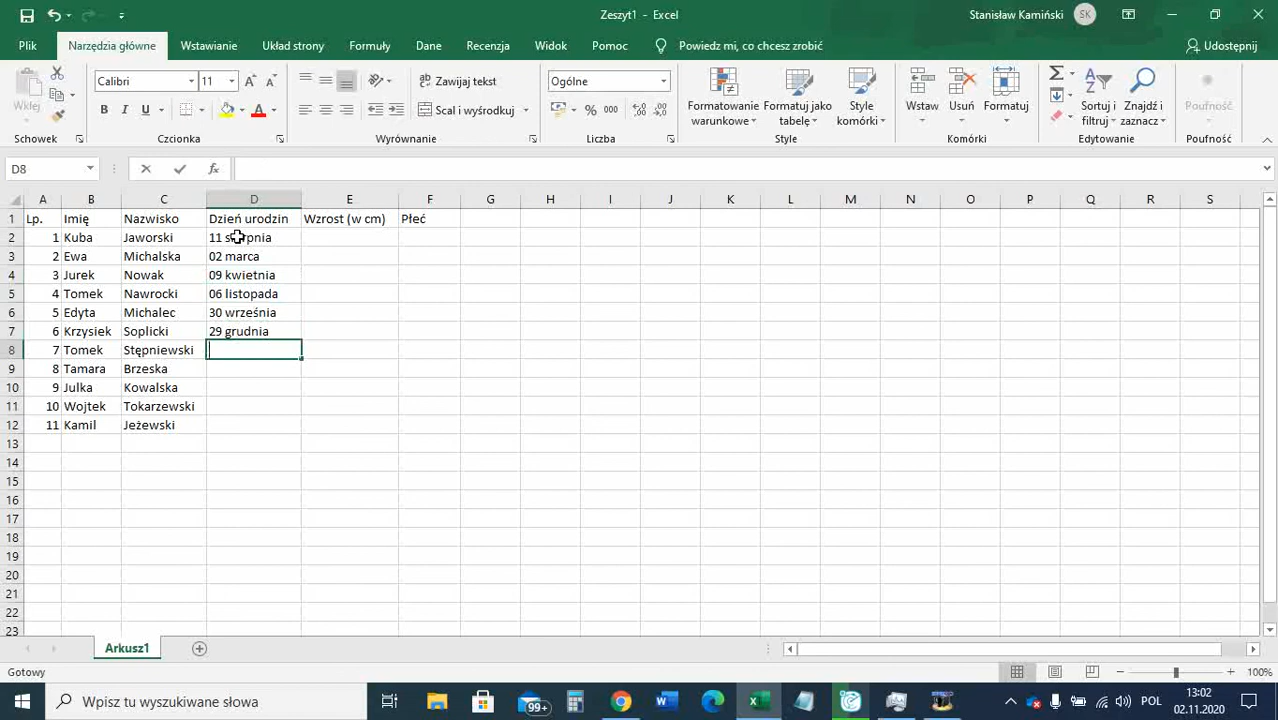 Zeszyt1 - Excel
Stanisław Kamiński SK
Plik Narzędzia główne Wstawianie Układ strony Formuły Dane Recenzja Widok Pomoc Powiedz mi, co chcesz zrobić Udostępnij
Wklej
Calibri 11
B I U
Zawijaj tekst
Scal i wyśrodkuj
Ogólne
% 000
Formatowanie warunkowe
Formatuj jako tabelę
Style komórki
Wstaw
Usuń
Formatuj
Sortuj i filtruj
Znajdź i zaznacz
Poufność
Schowek Czcionka Wyrównanie Liczba Style Komórki Edytowanie Poufność
D8 fx
A B C D E F G H I J K L M N O P Q R S
1 Lp. Imię Nazwisko Dzień urodzin Wzrost (w cm) Płeć
2 1 Kuba Jaworski 11 sierpnia
3 2 Ewa Michalska 02 marca
4 3 Jurek Nowak 09 kwietnia
5 4 Tomek Nawrocki 06 listopada
6 5 Edyta Michalec 30 września
7 6 Krzysiek Soplicki 29 grudnia
8 7 Tomek Stępniewski
9 8 Tamara Brzeska
10 9 Julka Kowalska
11 10 Wojtek Tokarzewski
12 11 Kamil Jeżewski
13
14
15
16
17
18
19
20
21
22
23
Arkusz1
Gotowy 100%
Wpisz tu wyszukiwane słowa
99+
POL
13:02
02.11.2020